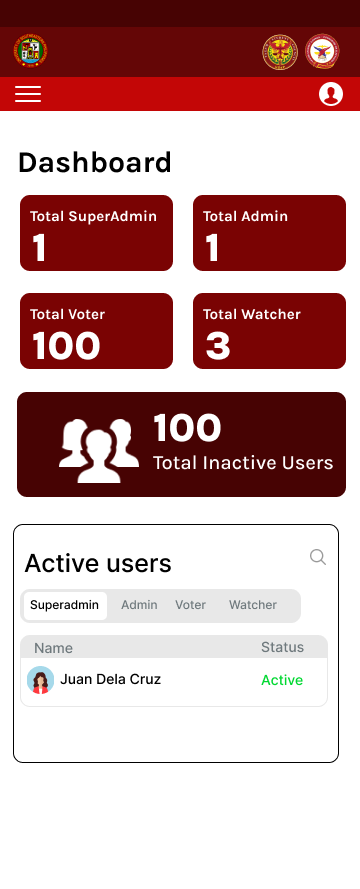 Dashboard
Total SuperAdmin
1
Total Admin
1
Total Voter
100
Total Watcher
3
100
Total Inactive Users
Active users
Superadmin Admin Voter Watcher
Name Status
Juan Dela Cruz Active